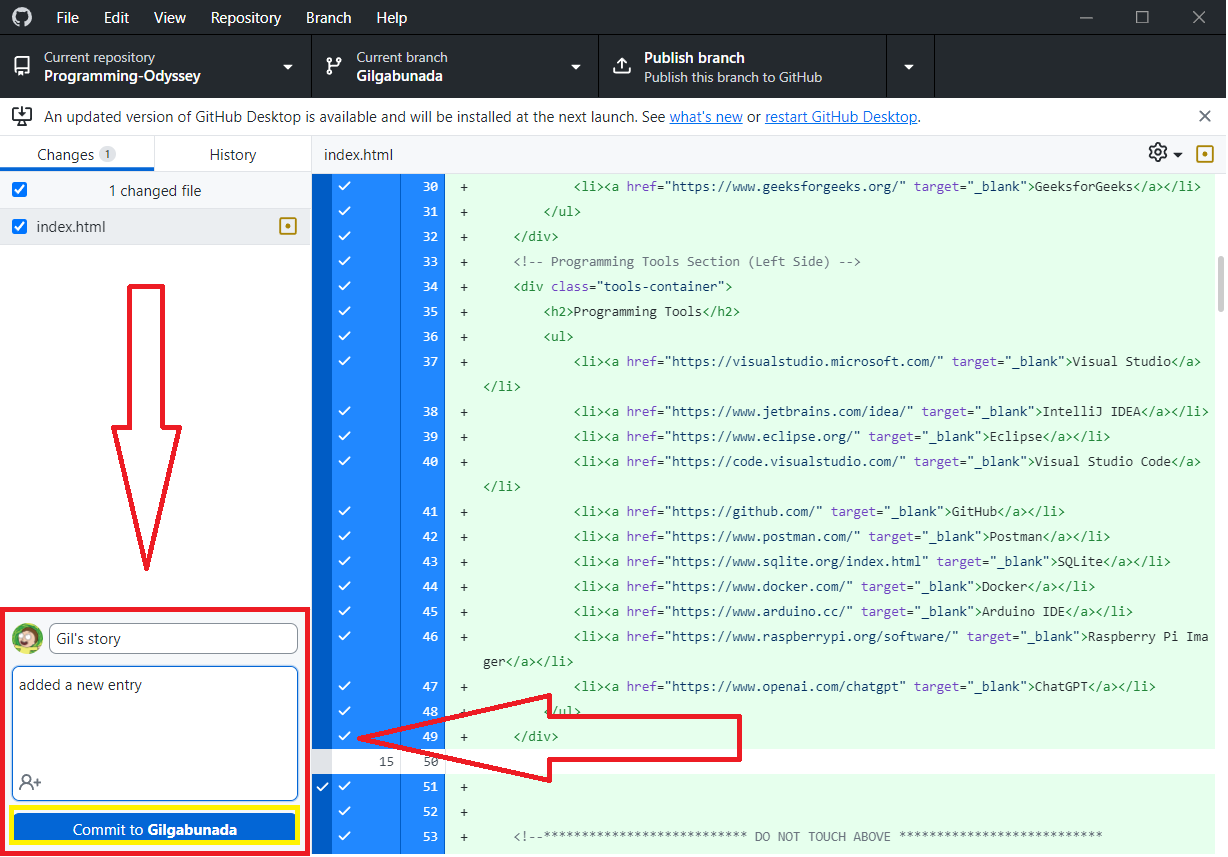 File Edit View Repository Branch Help
Current repository
Programming-Odyssey
Current branch
Gilgabunada
Publish branch
Publish this branch to GitHub
An updated version of GitHub Desktop is available and will be installed at the next launch. See what's new or restart GitHub Desktop.
Changes 1 History
1 changed file
index.html
Gil's story
added a new entry
Commit to Gilgabunada
index.html
30 + <li><a href="https://www.geeksforgeeks.org/" target="_blank">GeeksforGeeks</a></li>
31 + </ul>
32 + </div>
33 + <!-- Programming Tools Section (Left Side) -->
34 + <div class="tools-container">
35 + <h2>Programming Tools</h2>
36 + <ul>
37 + <li><a href="https://visualstudio.microsoft.com/" target="_blank">Visual Studio</a>
</li>
38 + <li><a href="https://www.jetbrains.com/idea/" target="_blank">IntelliJ IDEA</a></li>
39 + <li><a href="https://www.eclipse.org/" target="_blank">Eclipse</a></li>
40 + <li><a href="https://code.visualstudio.com/" target="_blank">Visual Studio Code</a>
</li>
41 + <li><a href="https://github.com/" target="_blank">GitHub</a></li>
42 + <li><a href="https://www.postman.com/" target="_blank">Postman</a></li>
43 + <li><a href="https://www.sqlite.org/index.html" target="_blank">SQLite</a></li>
44 + <li><a href="https://www.docker.com/" target="_blank">Docker</a></li>
45 + <li><a href="https://www.arduino.cc/" target="_blank">Arduino IDE</a></li>
46 + <li><a href="https://www.raspberrypi.org/software/" target="_blank">Raspberry Pi Ima
ger</a></li>
47 + <li><a href="https://www.openai.com/chatgpt" target="_blank">ChatGPT</a></li>
48 + </ul>
49 + </div>
15 50
51 +
52 +
53 + <!--*************************** DO NOT TOUCH ABOVE ***************************